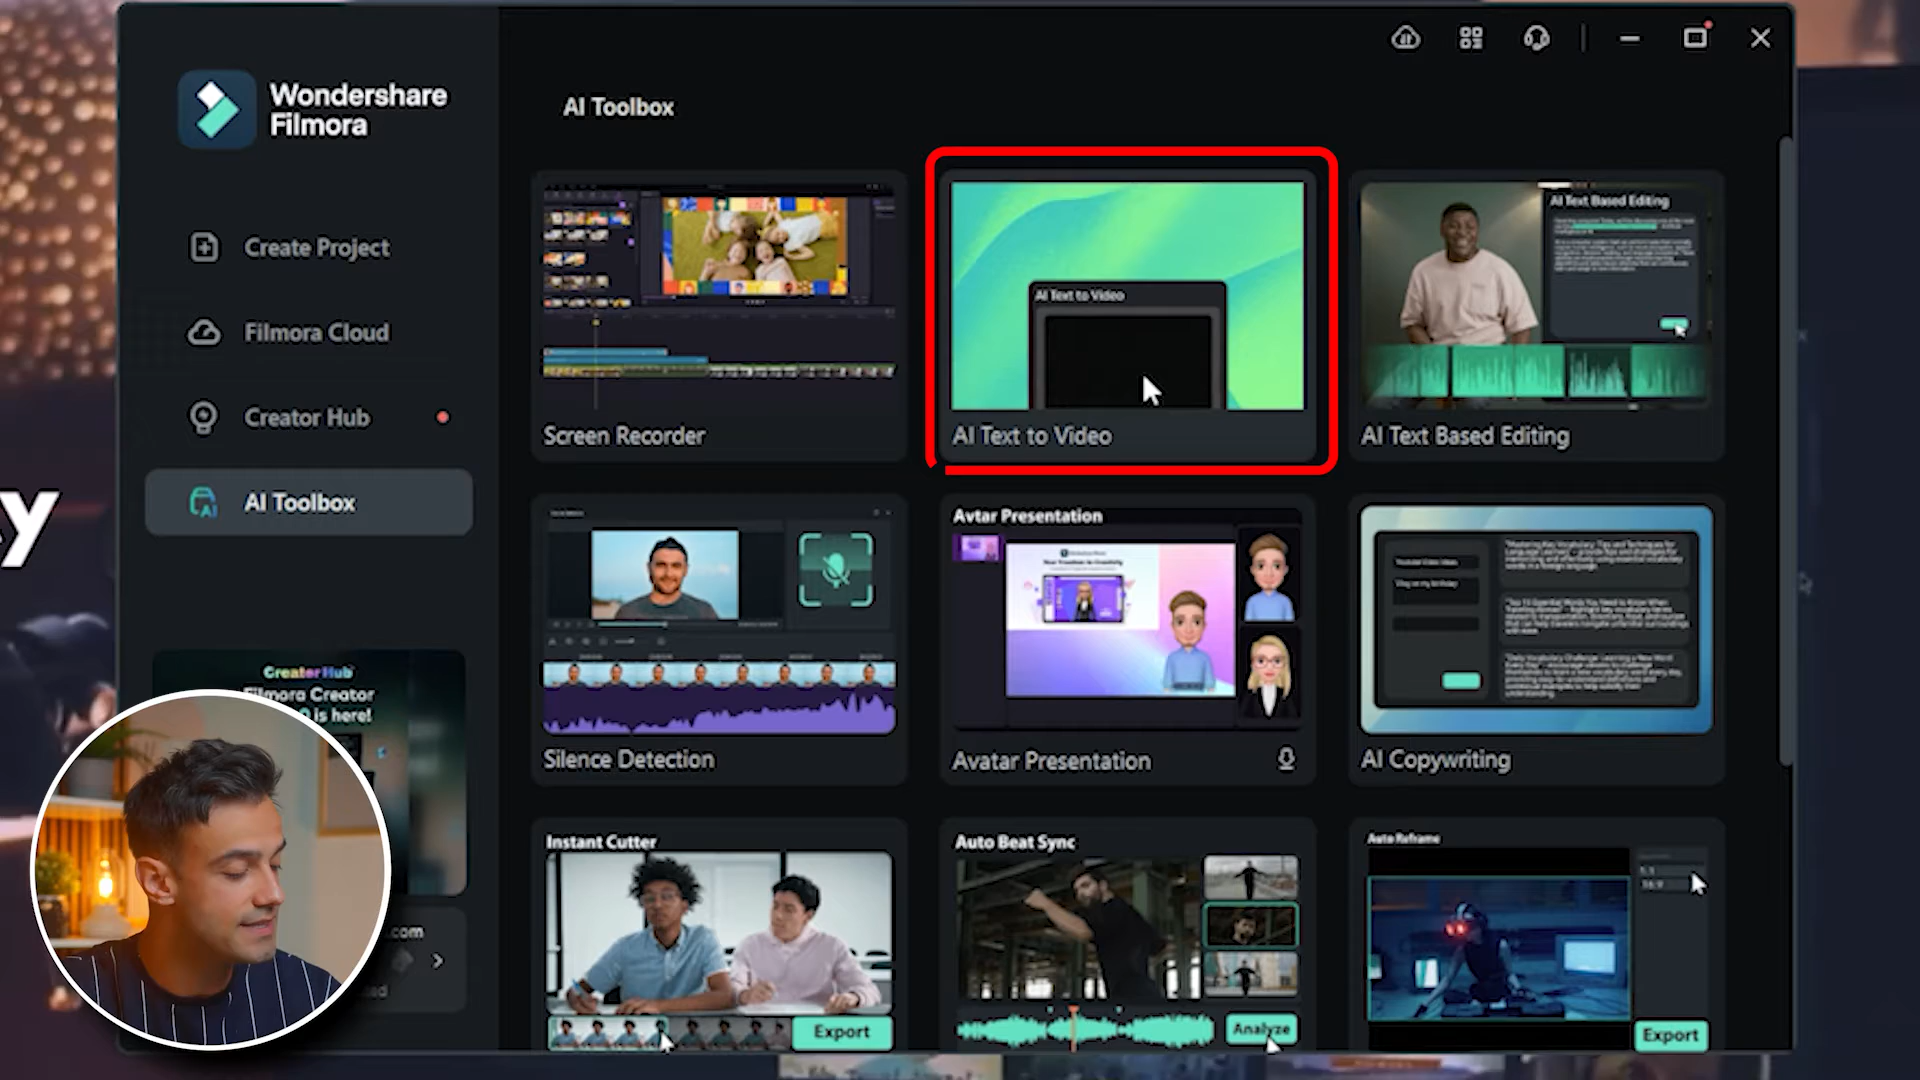 Wondershare
Filmora
AI Toolbox
Create Project
Filmora Cloud
Creator Hub
AI Toolbox
Screen Recorder
AI Text to Video
AI Text to Video
AI Text Based Editing
AI Text Based Editing
Silence Detection
Avtar Presentation
Avatar Presentation
AI Copywriting
Instant Cutter
Export
Auto Beat Sync
Analyze
Auto Reframe
Export
y
CreatorHub
Filmora Creator
is here!
.com